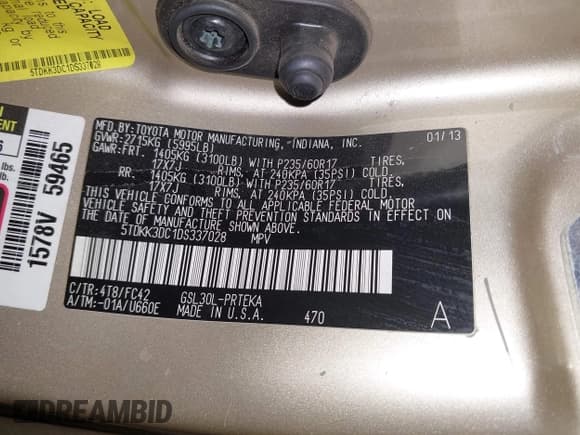 LOAD
CAPACITY
5TDKK3DC1DS337028
1578V 59465
MFD.BY:TOYOTA MOTOR MANUFACTURING, INDIANA, INC. 01/13
GVWR:2715KG (5995LB)
GAWR:FRT 1405KG (3100LB) WITH P235/60R17 TIRES,
17X7J RIMS, AT 240KPA (35PSI) COLD.
RR. 1405KG (3100LB) WITH P235/60R17 TIRES,
17X7J RIMS, AT 240KPA (35PSI) COLD.
THIS VEHICLE CONFORMS TO ALL APPLICABLE FEDERAL MOTOR
VEHICLE SAFETY AND THEFT PREVENTION STANDARDS IN EFFECT ON
THE DATE OF MANUFACTURE SHOWN ABOVE.
5TDKK3DC1DS337028 MPV
C/TR:4T8/FC42 GSL30L-PRTEKA
A/TM:-01A/U660E MADE IN U.S.A. 470 A
DREAMBID